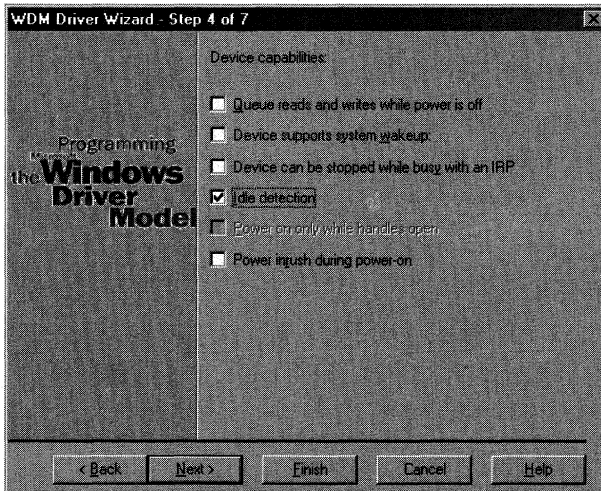 WDM Driver Wizard - Step 4 of 7
Device capabilities:
Queue reads and writes while power is off
Device supports system wakeup:
Device can be stopped while busy with an IRP
Idle detection
Power on only while handles open
Power inrush during power-on
Programming
the Windows
Driver
Model
< Back
Next >
Finish
Cancel
Help